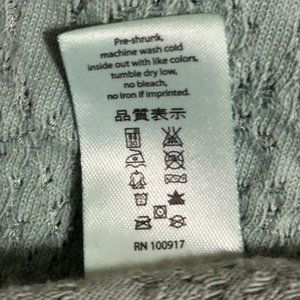 Pre-shrunk,
machine wash cold
inside out with like colors,
tumble dry low,
no bleach,
no iron if imprinted.
品質表示
RN 100917